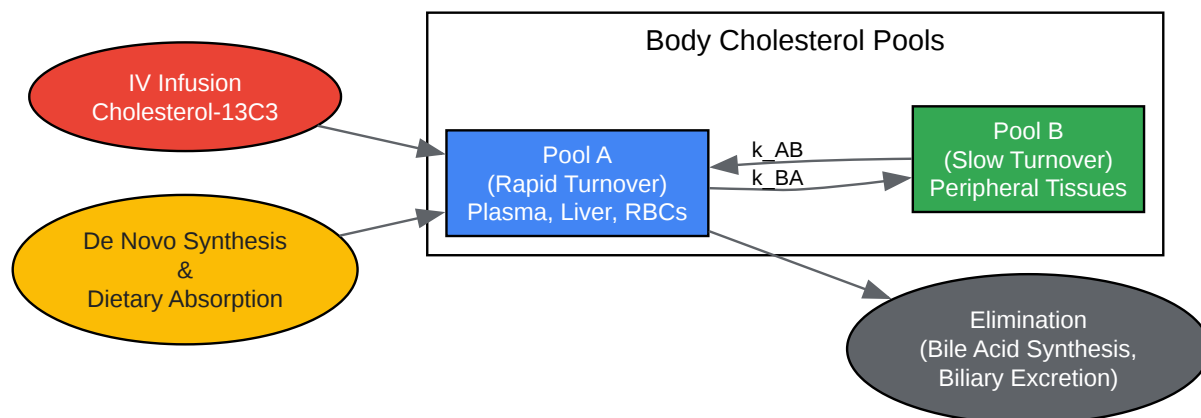 Body Cholesterol Pools
IV Infusion
Cholesterol-13C3
De Novo Synthesis
&
Dietary Absorption
Pool A
(Rapid Turnover)
Plasma, Liver, RBCs
k_AB
k_BA
Pool B
(Slow Turnover)
Peripheral Tissues
Elimination
(Bile Acid Synthesis,
Biliary Excretion)